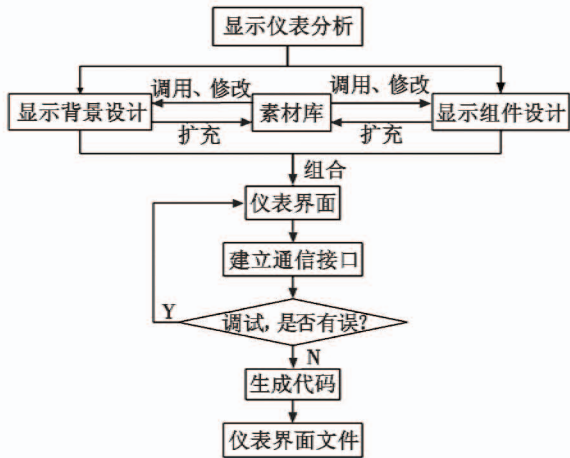 显示仪表分析
调用、修改
调用、修改
显示背景设计
素材库
显示组件设计
扩充
扩充
组合
仪表界面
建立通信接口
Y
调试,是否有误?
N
生成代码
仪表界面文件